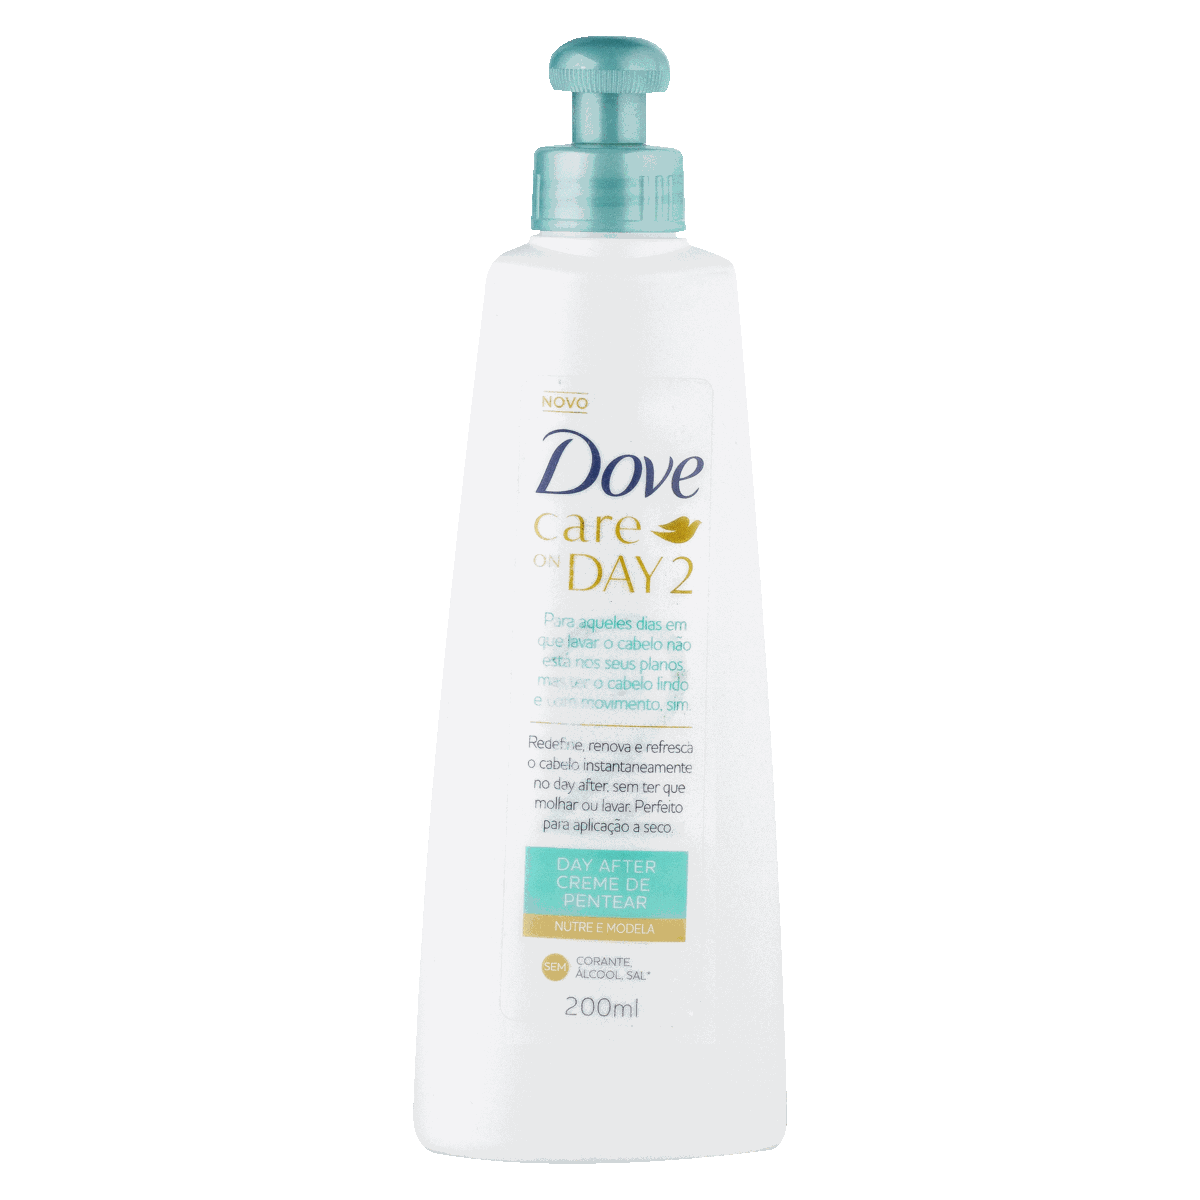 NOVO
Dove
care
ON DAY 2
Para aqueles dias em
que lavar o cabelo não
está nos seus planos,
mas ter o cabelo lindo
e com movimento, sim.
Redefine, renova e refresca
o cabelo instantaneamente
no day after, sem ter que
molhar ou lavar. Perfeito
para aplicação a seco.
DAY AFTER
CREME DE
PENTEAR
NUTRE E MODELA
SEM CORANTE,
ÁLCOOL, SAL*
200ml